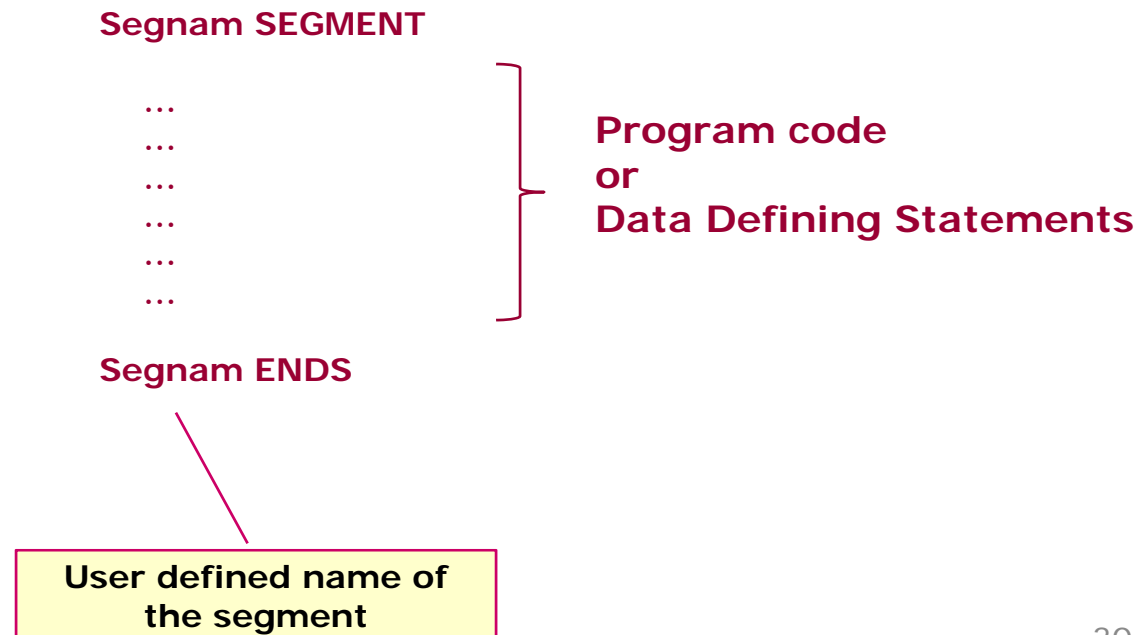 Segnam SEGMENT
...
...
...
...
...
...
Program code
or
Data Defining Statements
Segnam ENDS
User defined name of
the segment